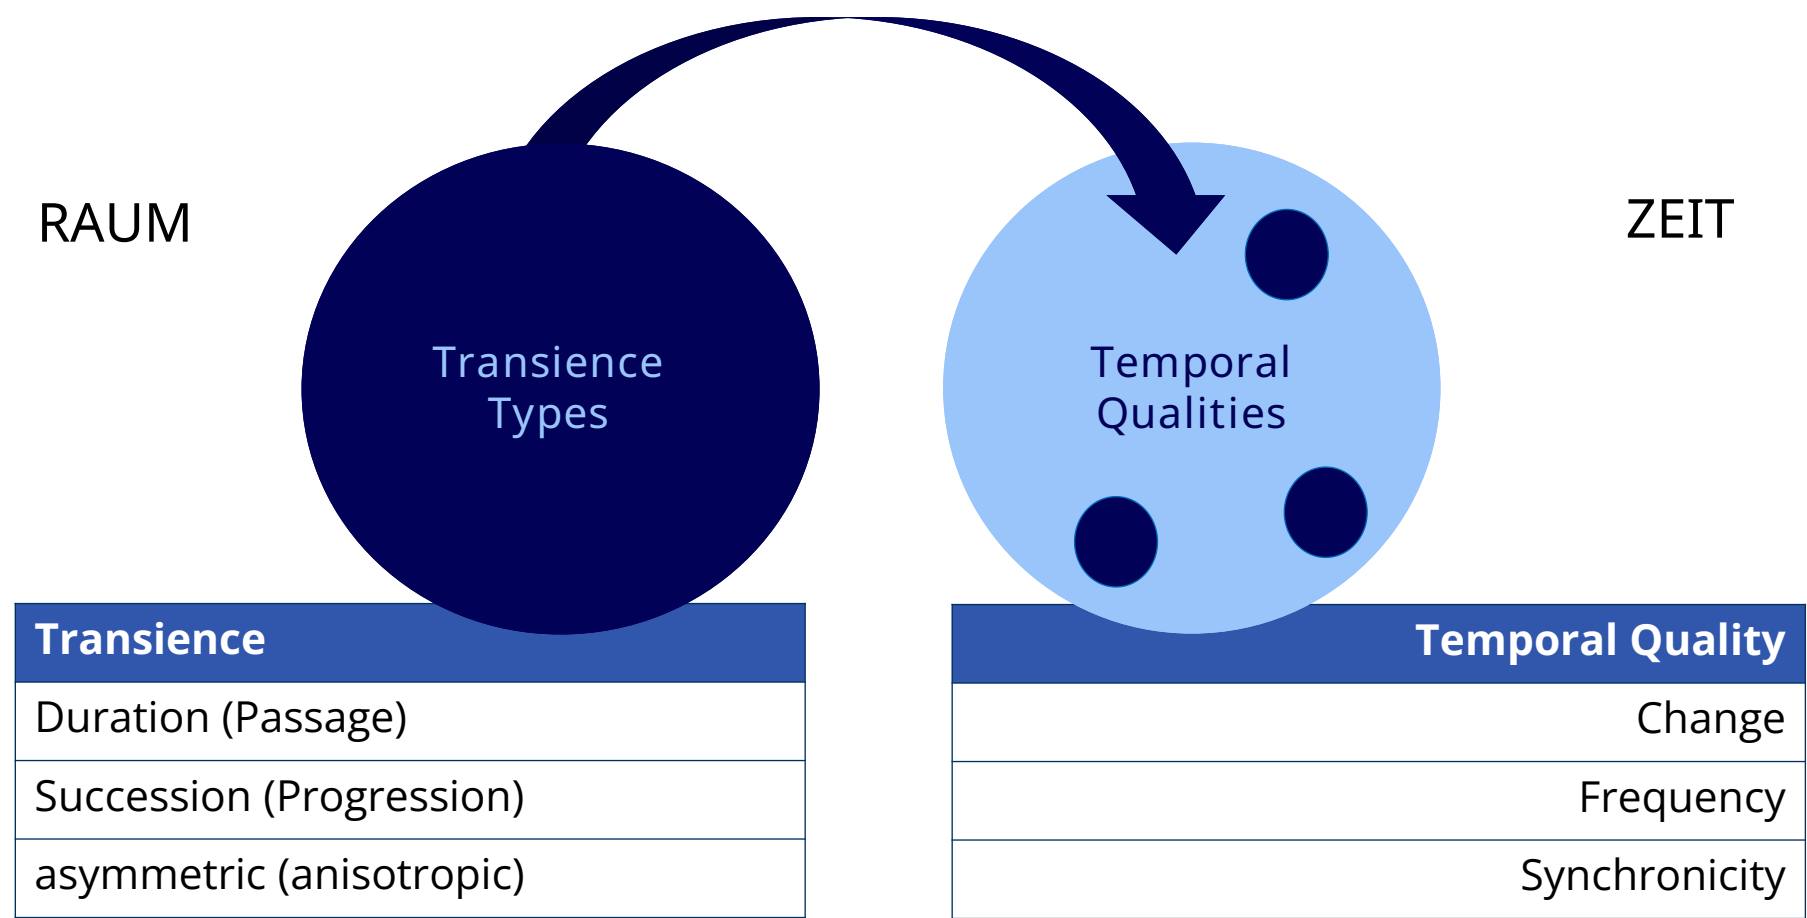 RAUM
ZEIT
Transience
Types
Temporal
Qualities
Transience
Duration (Passage)
Succession (Progression)
asymmetric (anisotropic)
Temporal Quality
Change
Frequency
Synchronicity